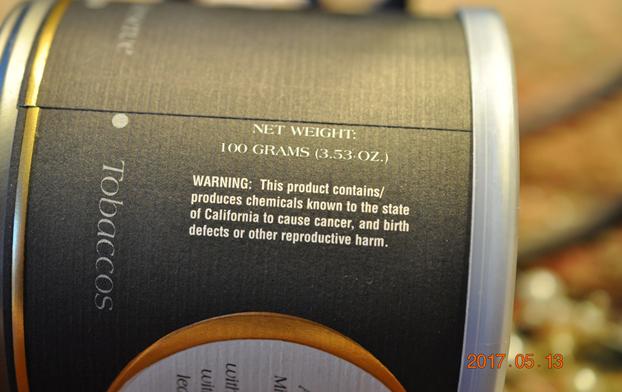 NET WEIGHT:
100 GRAMS (3.53 OZ.)
WARNING: This product contains/
produces chemicals known to the state
of California to cause cancer, and birth
defects or other reproductive harm.
Tobaccos
2017.05.13